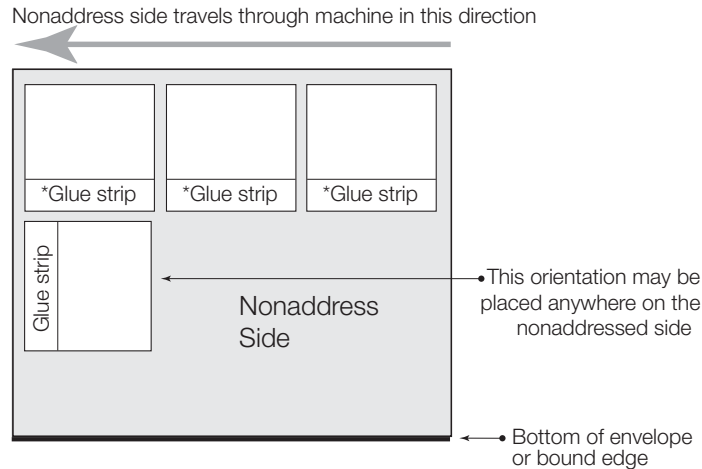 Nonaddress side travels through machine in this direction
*Glue strip
*Glue strip
*Glue strip
Glue strip
Nonaddress
Side
This orientation may be
placed anywhere on the
nonaddressed side
Bottom of envelope
or bound edge